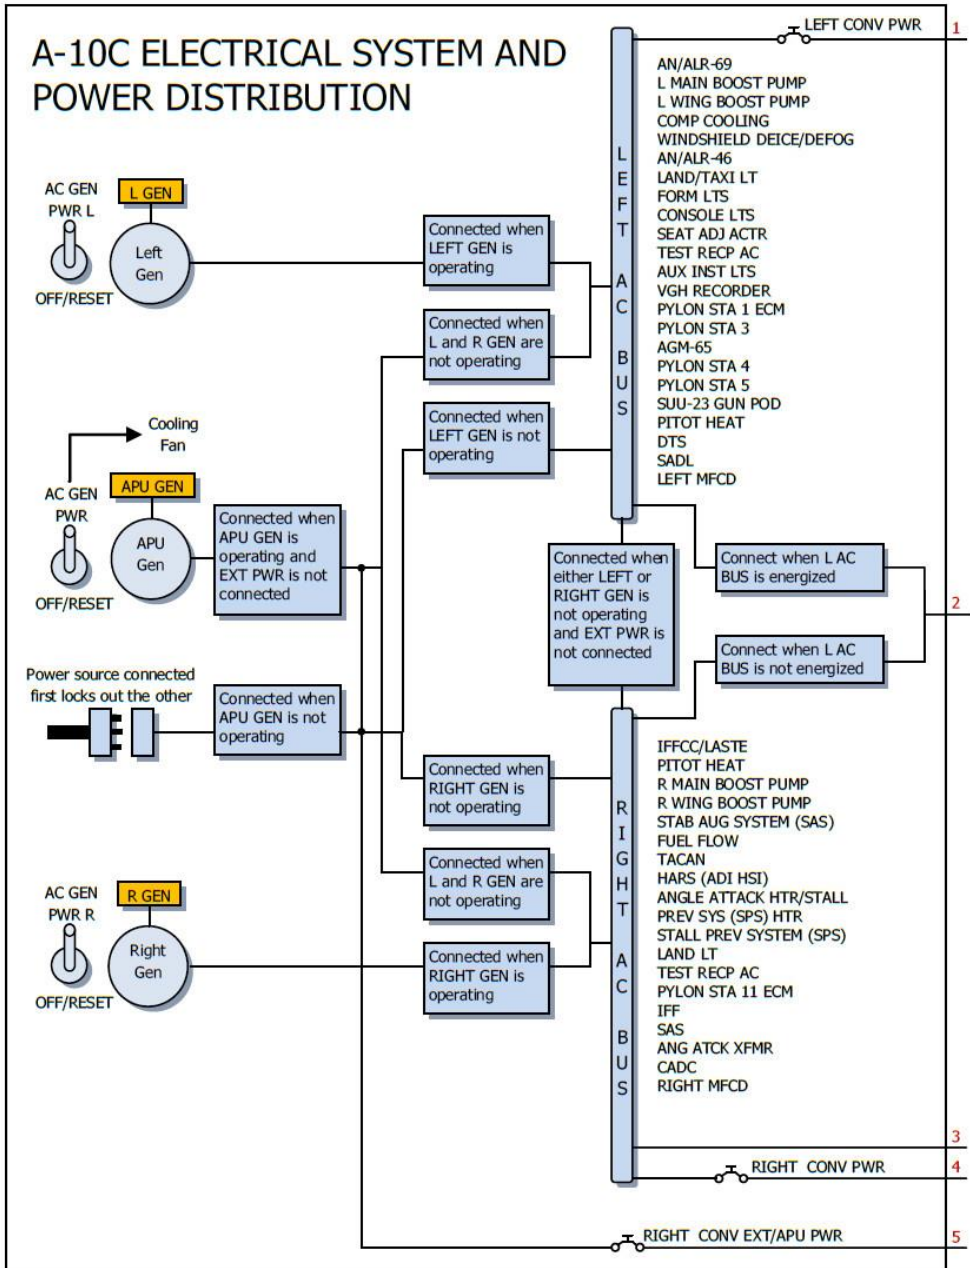 A-10C ELECTRICAL SYSTEM AND
POWER DISTRIBUTION
LEFT CONV PWR
1
AN/ALR-69
L MAIN BOOST PUMP
L WING BOOST PUMP
COMP COOLING
WINDSHIELD DEICE/DEFOG
AN/ALR-46
LAND/TAXI LT
FORM LTS
CONSOLE LTS
SEAT ADJ ACTR
TEST RECP AC
AUX INST LTS
VGH RECORDER
PYLON STA 1 ECM
PYLON STA 3
AGM-65
PYLON STA 4
PYLON STA 5
SUU-23 GUN POD
PITOT HEAT
DTS
SADL
LEFT MFCD
LEFT AC BUS
AC GEN
PWR L
OFF/RESET
L GEN
Left
Gen
Connected when
LEFT GEN is
operating
Connected when
L and R GEN are
not operating
Connected when
LEFT GEN is not
operating
Cooling
Fan
AC GEN
PWR
OFF/RESET
APU GEN
APU
Gen
Connected when
APU GEN is
operating and
EXT PWR is not
connected
Connected when
either LEFT or
RIGHT GEN is
not operating
and EXT PWR is
not connected
Connect when L AC
BUS is energized
2
Connect when L AC
BUS is not energized
Power source connected
first locks out the other
Connected when
APU GEN is not
operating
Connected when
RIGHT GEN is
not operating
Connected when
L and R GEN are
not operating
Connected when
RIGHT GEN is
operating
AC GEN
PWR R
OFF/RESET
R GEN
Right
Gen
RIGHT AC BUS
IFFCC/LASTE
PITOT HEAT
R MAIN BOOST PUMP
R WING BOOST PUMP
STAB AUG SYSTEM (SAS)
FUEL FLOW
TACAN
HARS (ADI HSI)
ANGLE ATTACK HTR/STALL
PREV SYS (SPS) HTR
STALL PREV SYSTEM (SPS)
LAND LT
TEST RECP AC
PYLON STA 11 ECM
IFF
SAS
ANG ATCK XFMR
CADC
RIGHT MFCD
3
RIGHT CONV PWR
4
RIGHT CONV EXT/APU PWR
5